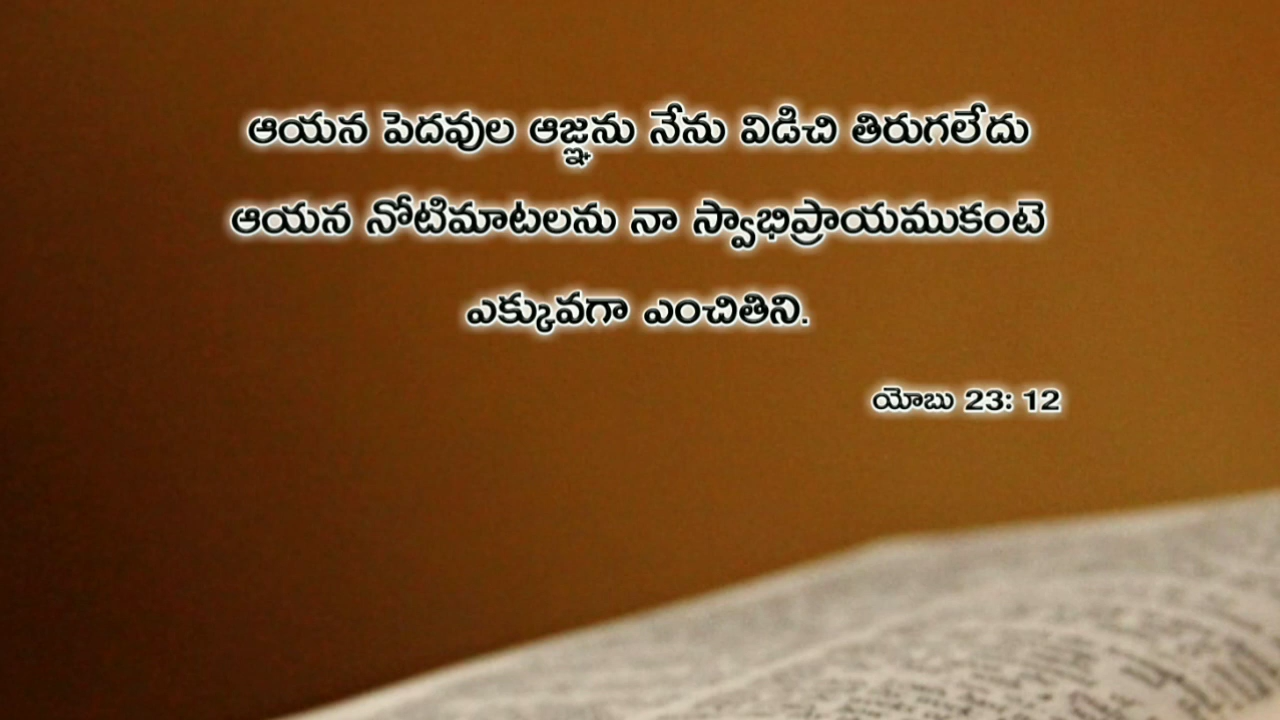 ఆయన పెదవుల ఆజ్ఞను నేను విడిచి తిరుగలేదు
ఆయన నోటిమాటలను నా స్వాభిప్రాయముకంటె
ఎక్కువగా ఎంచితిని.
యోబు 23: 12